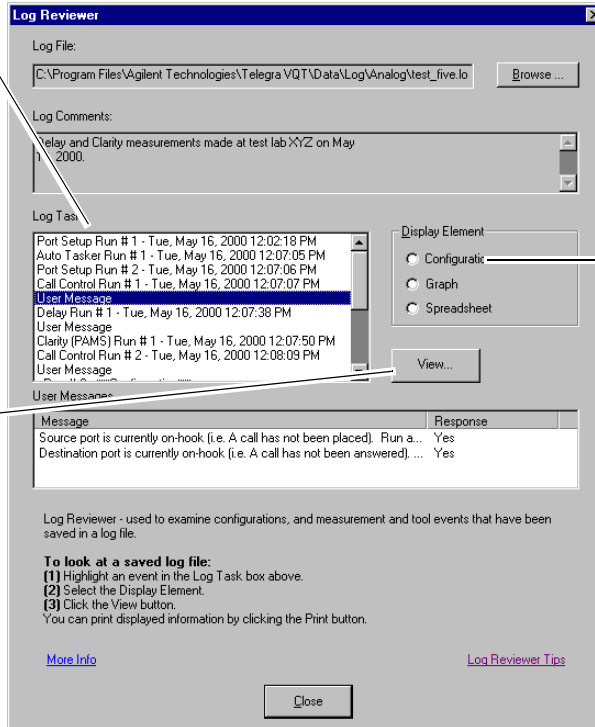 Log Reviewer
Log File:
C:\Program Files\Agilent Technologies\Telegra VQT\Data\Log\Analog\test_five.lo
Browse ...
Log Comments:
Delay and Clarity measurements made at test lab XYZ on May
2000.
Log Tas
Port Setup Run # 1 - Tue, May 16, 2000 12:02:18 PM
Auto Tasker Run # 1 - Tue, May 16, 2000 12:07:05 PM
Port Setup Run # 2 - Tue, May 16, 2000 12:07:06 PM
Call Control Run # 1 - Tue, May 16, 2000 12:07:07 PM
User Message
Delay Run # 1 - Tue, May 16, 2000 12:07:38 PM
User Message
Clarity (PAMS) Run # 1 - Tue, May 16, 2000 12:07:50 PM
Call Control Run # 2 - Tue, May 16, 2000 12:08:09 PM
User Message
Display Element
Configuratio
Graph
Spreadsheet
View...
User Messages
Message Response
Source port is currently on-hook (i.e. A call has not been placed). Run a... Yes
Destination port is currently on-hook (i.e. A call has not been answered). ... Yes
Log Reviewer - used to examine configurations, and measurement and tool events that have been
saved in a log file.
To look at a saved log file:
(1) Highlight an event in the Log Task box above.
(2) Select the Display Element.
(3) Click the View button.
You can print displayed information by clicking the Print button.
More Info
Log Reviewer Tips
Close